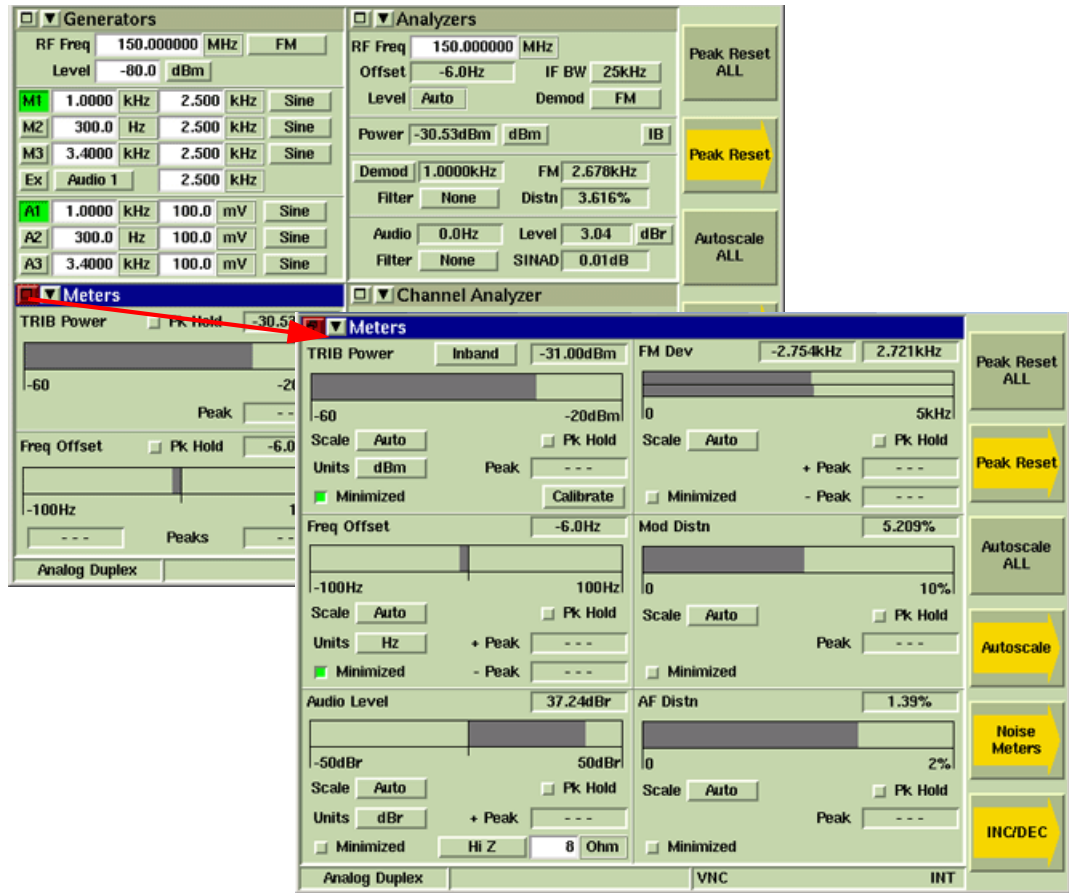 Generators
RF Freq 150.000000 MHz FM
Level -80.0 dBm
M1 1.0000 kHz 2.500 kHz Sine
M2 300.0 Hz 2.500 kHz Sine
M3 3.4000 kHz 2.500 kHz Sine
Ex Audio 1 2.500 kHz
A1 1.0000 kHz 100.0 mV Sine
A2 300.0 Hz 100.0 mV Sine
A3 3.4000 kHz 100.0 mV Sine
Analyzers
RF Freq 150.000000 MHz
Offset -6.0Hz IF BW 25kHz
Level Auto Demod FM
Power -30.53dBm dBm IB
Demod 1.0000kHz FM 2.678kHz
Filter None Distn 3.616%
Audio 0.0Hz Level 3.04 dBr
Filter None SINAD 0.01dB
Peak Reset
ALL
Peak Reset
Autoscale
ALL
Meters
TRIB Power Pk Hold -30.53
-60
Peak - -
Freq Offset Pk Hold -6.0
-100Hz
- - - Peaks - -
Analog Duplex
Channel Analyzer
Meters
TRIB Power Inband -31.00dBm
-60 -20dBm
Scale Auto Pk Hold
Units dBm Peak - - -
Minimized Calibrate
FM Dev -2.754kHz 2.721kHz
0 5kHz
Scale Auto Pk Hold
+ Peak - - -
Minimized - Peak - - -
Freq Offset -6.0Hz
-100Hz 100Hz
Scale Auto Pk Hold
Units Hz + Peak - - -
Minimized - Peak - - -
Mod Distn 5.209%
0 10%
Scale Auto Pk Hold
Peak - - -
Minimized
Audio Level 37.24dBr
-50dBr 50dBr
Scale Auto Pk Hold
Units dBr + Peak - - -
Minimized Hi Z 8 Ohm
AF Distn 1.39%
0 2%
Scale Auto Pk Hold
Peak - - -
Minimized
Analog Duplex VNC INT
Peak Reset
ALL
Peak Reset
Autoscale
ALL
Autoscale
Noise
Meters
INC/DEC